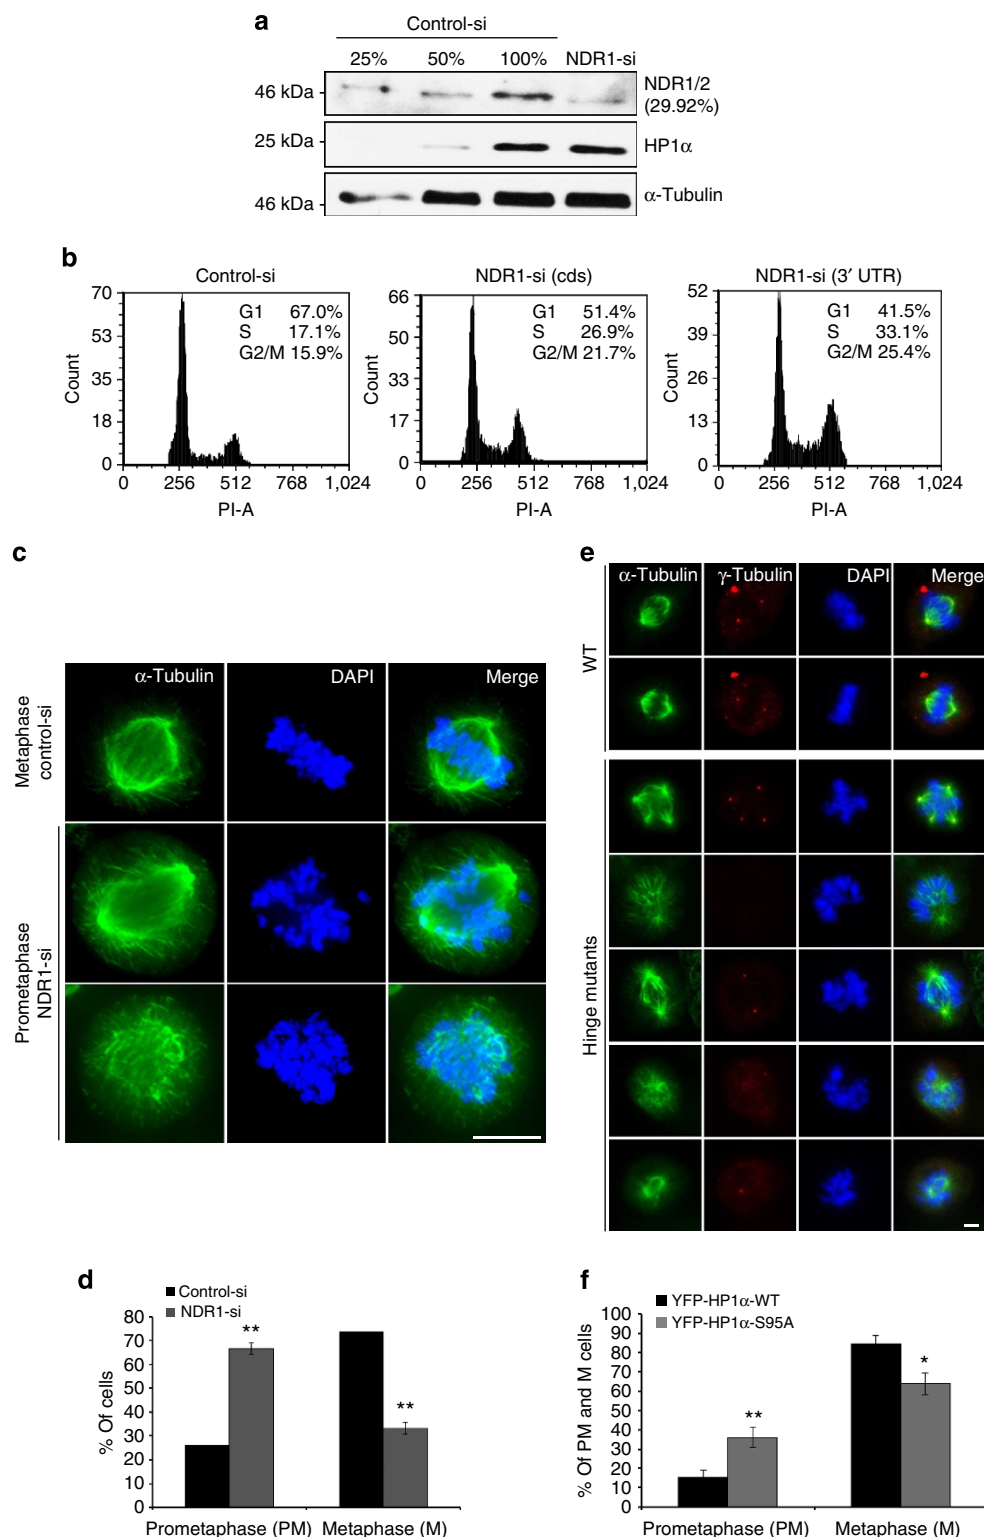 a
Control-si
25% 50% 100% NDR1-si
46 kDa
NDR1/2
(29.92%)
25 kDa
HP1α
46 kDa
α-Tubulin
b
Control-si
70
53
35
18
0
Count
G1 67.0%
S 17.1%
G2/M 15.9%
0 256 512 768 1,024
PI-A
NDR1-si (cds)
66
50
33
17
0
Count
G1 51.4%
S 26.9%
G2/M 21.7%
0 256 512 768 1,024
PI-A
NDR1-si (3′ UTR)
52
39
26
13
0
Count
G1 41.5%
S 33.1%
G2/M 25.4%
0 256 512 768 1,024
PI-A
c
α-Tubulin DAPI Merge
Metaphase
control-si
Prometaphase
NDR1-si
e
α-Tubulin γ-Tubulin DAPI Merge
WT
Hinge mutants
d
Control-si
NDR1-si
80
70
60
50
40
30
20
10
0
% Of cells
**
**
Prometaphase (PM) Metaphase (M)
f
YFP-HP1α-WT
YFP-HP1α-S95A
100
90
80
70
60
50
40
30
20
10
0
% Of PM and M cells
**
*
Prometaphase (PM) Metaphase (M)